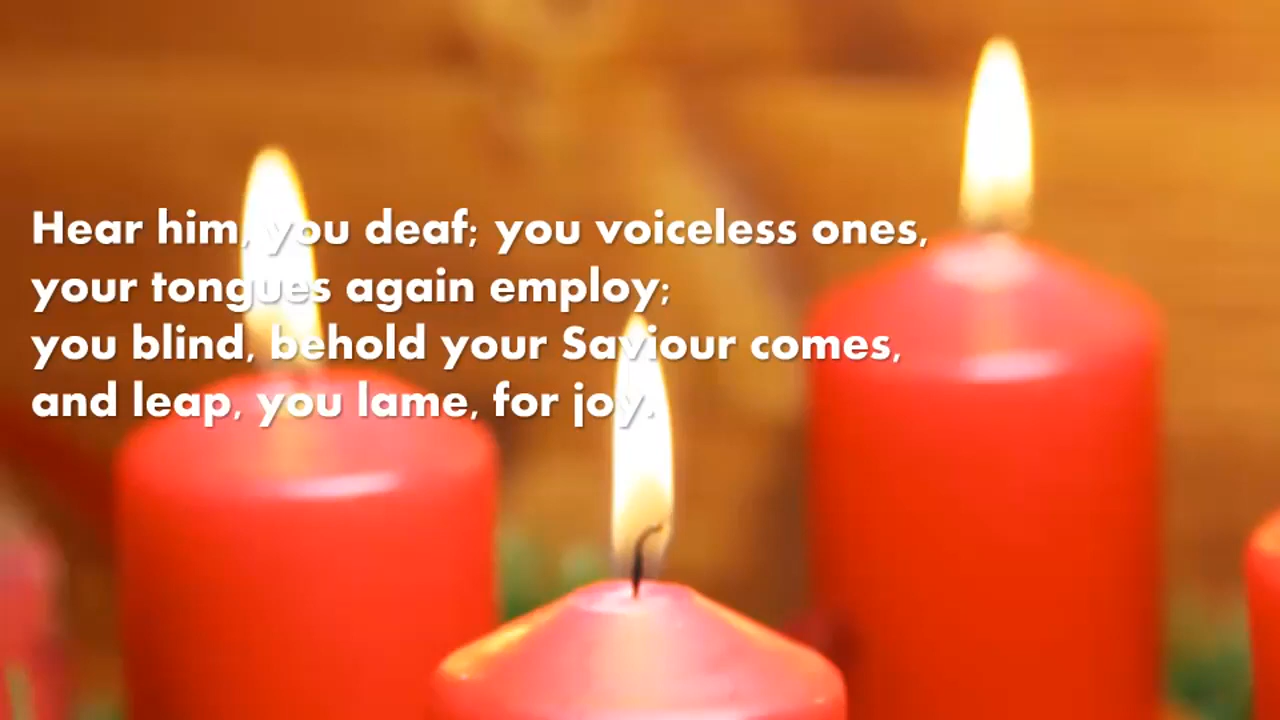 Hear him, you deaf; you voiceless ones,
your tongues again employ;
you blind, behold your Saviour comes,
and leap, you lame, for joy.